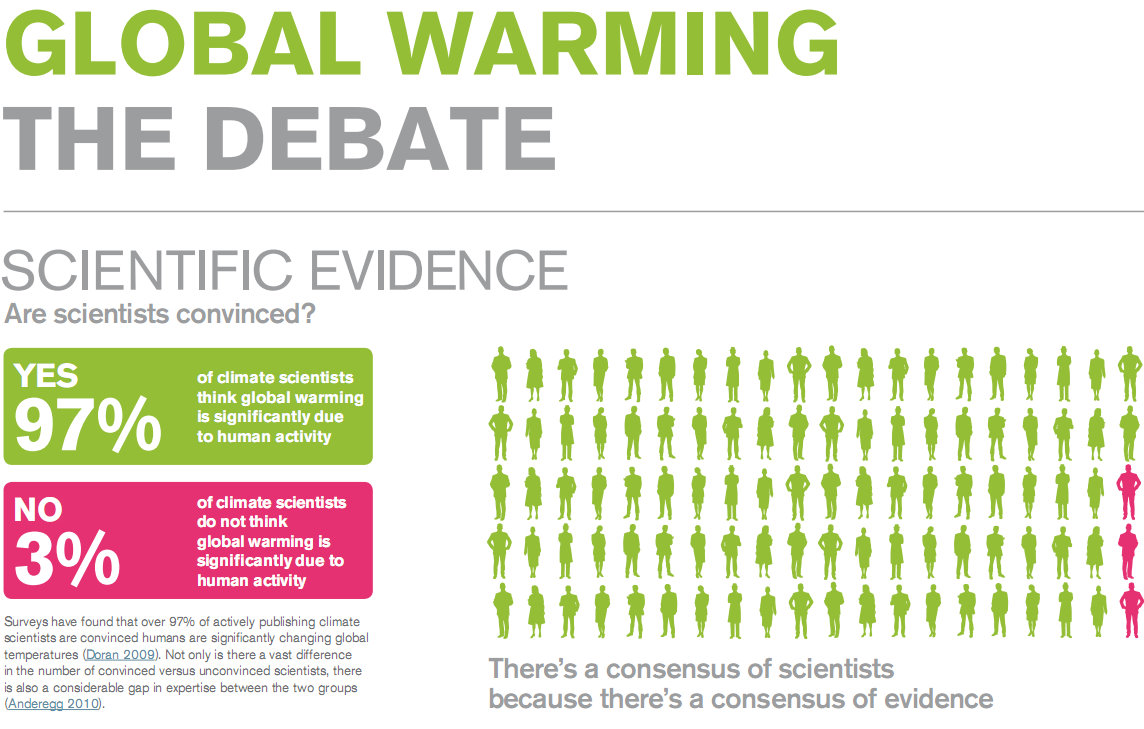 GLOBAL WARMING
THE DEBATE
SCIENTIFIC EVIDENCE
Are scientists convinced?
YES
97%
of climate scientists
think global warming
is significantly due
to human activity
NO
3%
of climate scientists
do not think
global warming is
significantly due to
human activity
Surveys have found that over 97% of actively publishing climate
scientists are convinced humans are significantly changing global
temperatures (Doran 2009). Not only is there a vast difference
in the number of convinced versus unconvinced scientists, there
is also a considerable gap in expertise between the two groups
(Anderegg 2010).
There's a consensus of scientists
because there's a consensus of evidence